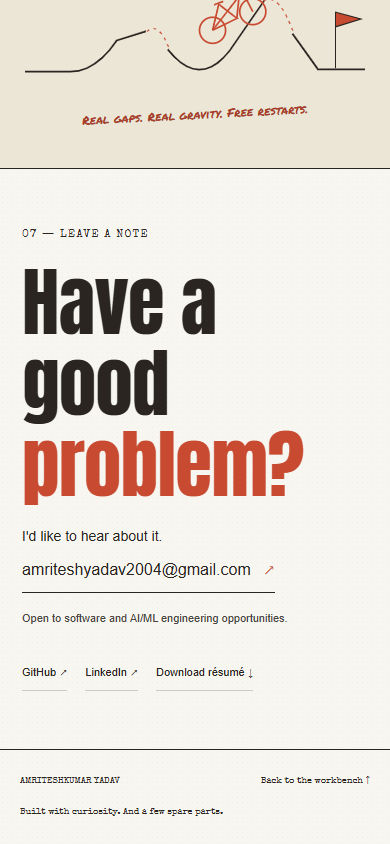 Real gaps. Real gravity. Free restarts.
07 — LEAVE A NOTE
Have a
good
problem?
I'd like to hear about it.
amriteshyadav2004@gmail.com ↗
Open to software and AI/ML engineering opportunities.
GitHub ↗ LinkedIn ↗ Download résumé ↓
AMRITESHKUMAR YADAV Back to the workbench ↑
Built with curiosity. And a few spare parts.